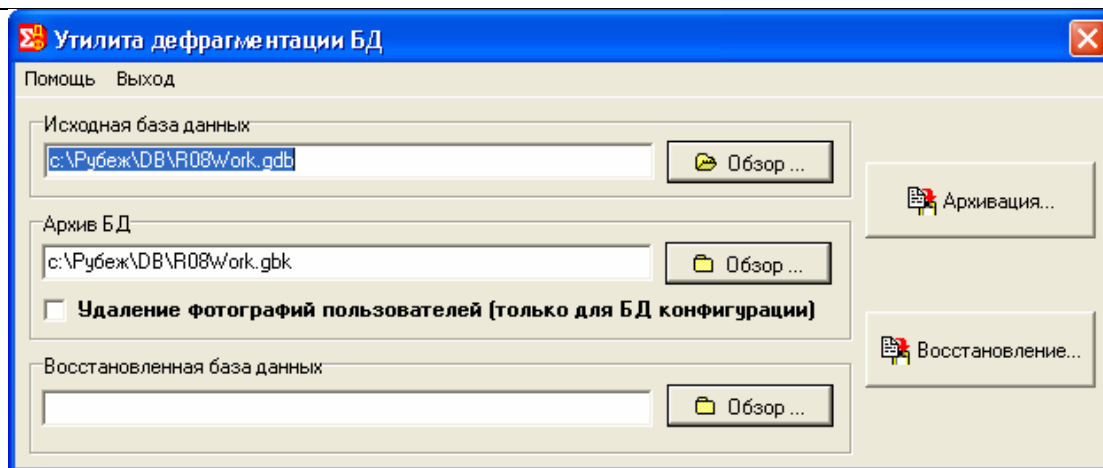 Утилита дефрагментации БД
Помощь Выход
Исходная база данных
c:\Рубеж\DB\R08Work.gdb
Обзор ...
Архивация...
Архив БД
c:\Рубеж\DB\R08Work.gbk
Обзор ...
Удаление фотографий пользователей (только для БД конфигурации)
Восстановление...
Восстановленная база данных
Обзор ...